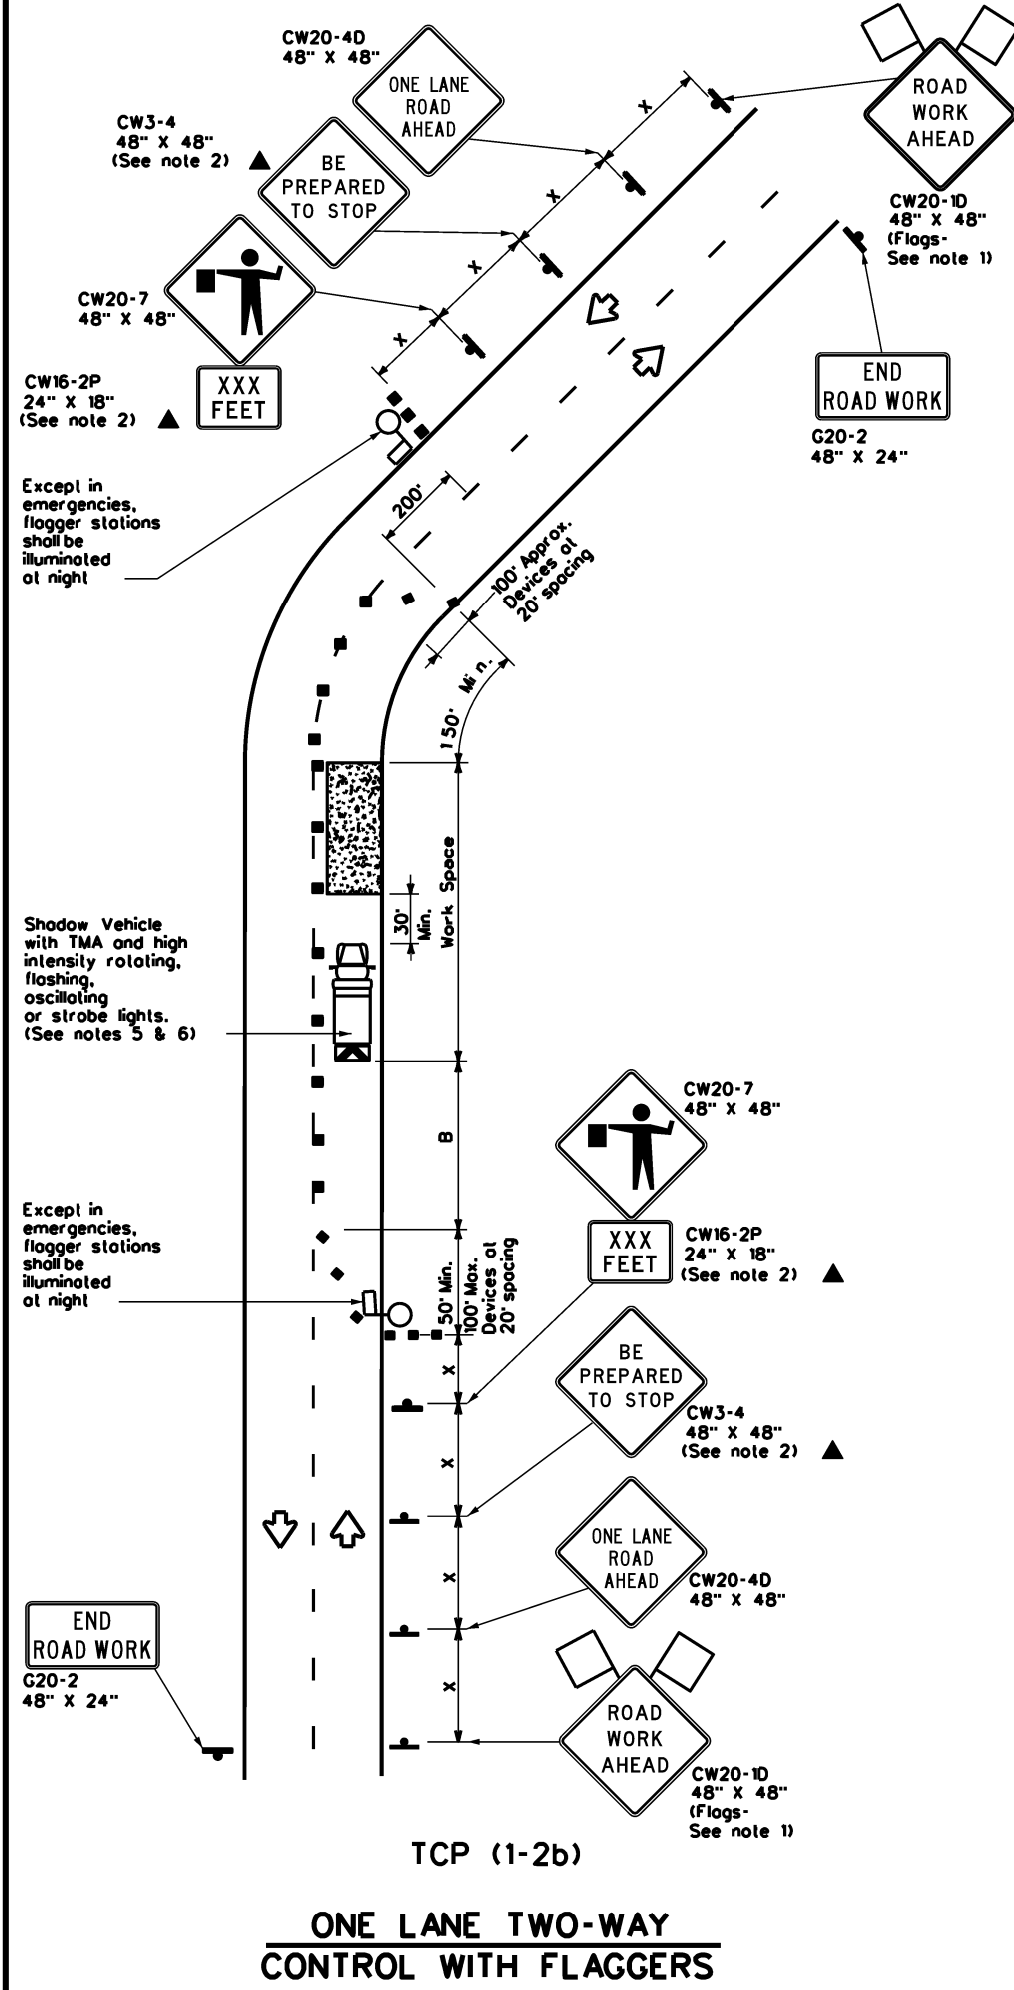 CW20-4D
48" X 48"
ONE LANE
ROAD
AHEAD
ROAD
WORK
AHEAD
CW3-4
48" X 48"
(See note 2)
BE
PREPARED
TO STOP
X
X
X
X
CW20-1D
48" X 48"
(Flags-
See note 1)
CW20-7
48" X 48"
CW16-2P
24" X 18"
(See note 2)
XXX
FEET
END
ROAD WORK
G20-2
48" X 24"
Except in
emergencies,
flagger stations
shall be
illuminated
at night
200'
100' Approx.
Devices at
20' spacing
150' Min.
Work Space
30'
Min.
Shadow Vehicle
with TMA and high
intensity rotating,
flashing,
oscillating
or strobe lights.
(See notes 5 & 6)
B
CW20-7
48" X 48"
XXX
FEET
CW16-2P
24" X 18"
(See note 2)
Except in
emergencies,
flagger stations
shall be
illuminated
at night
50' Min.
100' Max.
Devices at
20' spacing
X
BE
PREPARED
TO STOP
CW3-4
48" X 48"
(See note 2)
X
ONE LANE
ROAD
AHEAD
CW20-4D
48" X 48"
X
END
ROAD WORK
G20-2
48" X 24"
X
ROAD
WORK
AHEAD
CW20-1D
48" X 48"
(Flags-
See note 1)
TCP (1-2b)
ONE LANE TWO-WAY
CONTROL WITH FLAGGERS